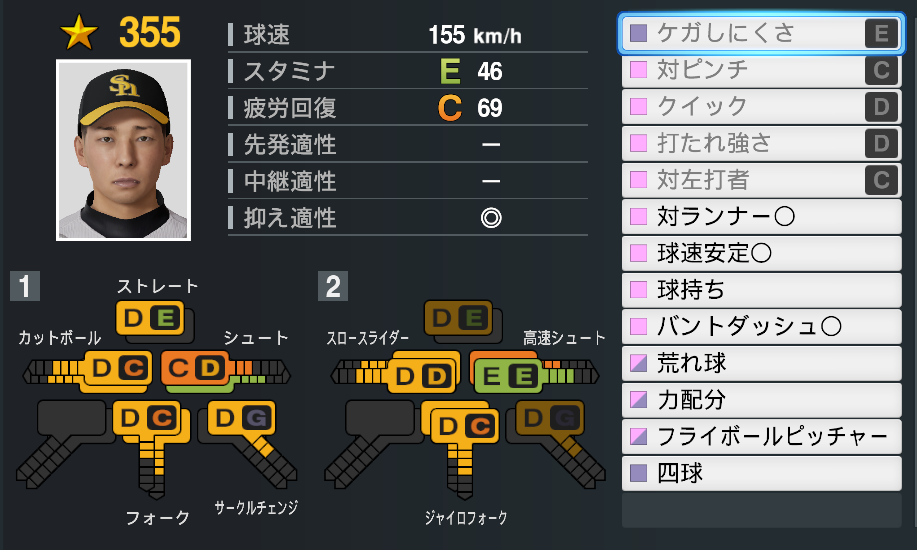 355
SH
球速 155 km/h
スタミナ E 46
疲労回復 C 69
先発適性 ー
中継適性 ー
抑え適性 ◎
1
ストレート
D E
カットボール
D C
シュート
C D
D C
フォーク
D G
サークルチェンジ
2
D E
スロースライダー
D D
高速シュート
E E
D C
ジャイロフォーク
D G
ケガしにくさ E
対ピンチ C
クイック D
打たれ強さ D
対左打者 C
対ランナー〇
球速安定〇
球持ち
バントダッシュ〇
荒れ球
力配分
フライボールピッチャー
四球